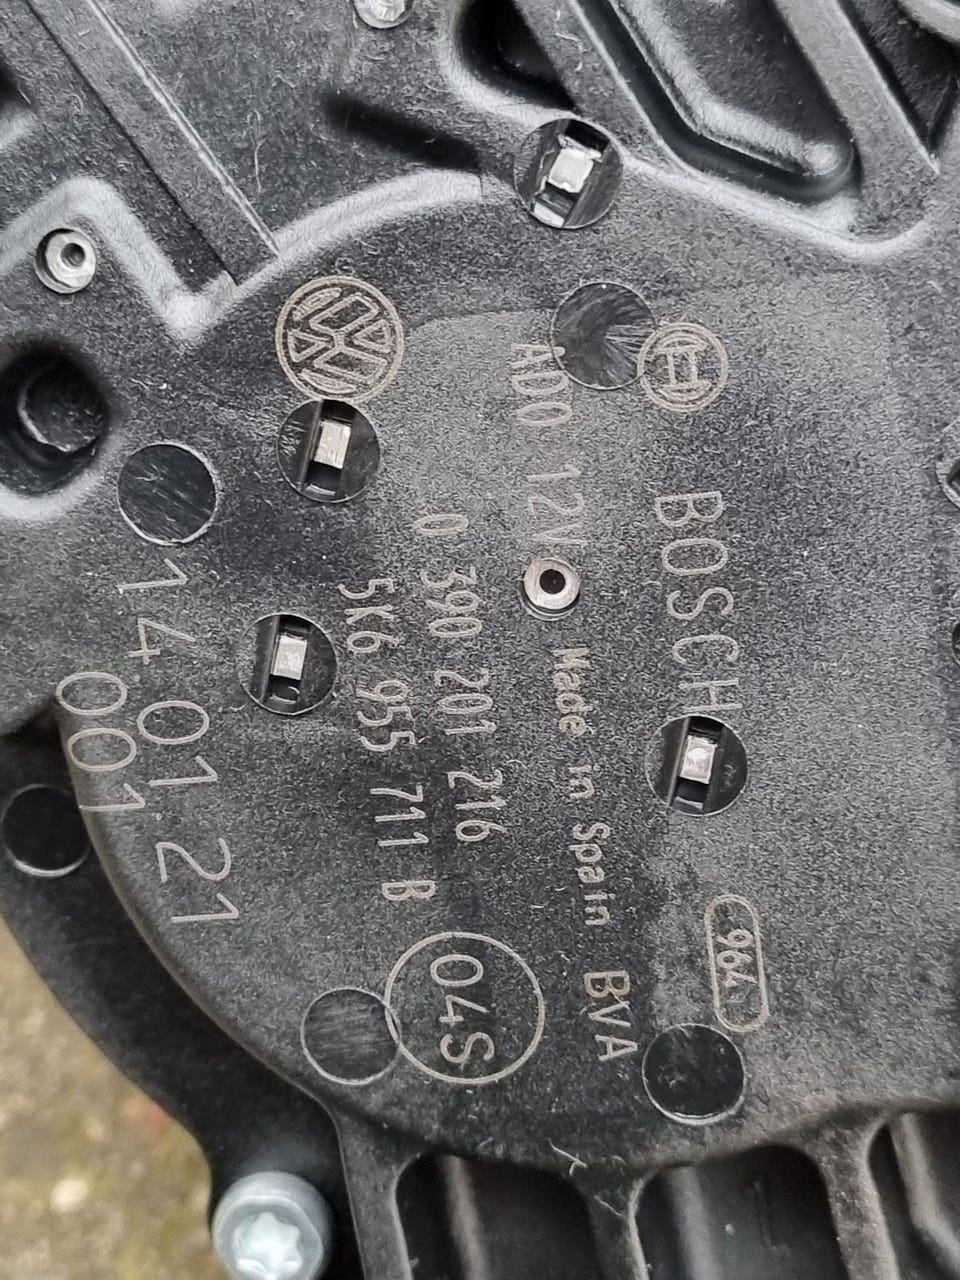 BOSCH
964
AD0 12V
Made in Spain BVA
0 390 201 216
5K6 955 711 B
04S
14.01.21
001